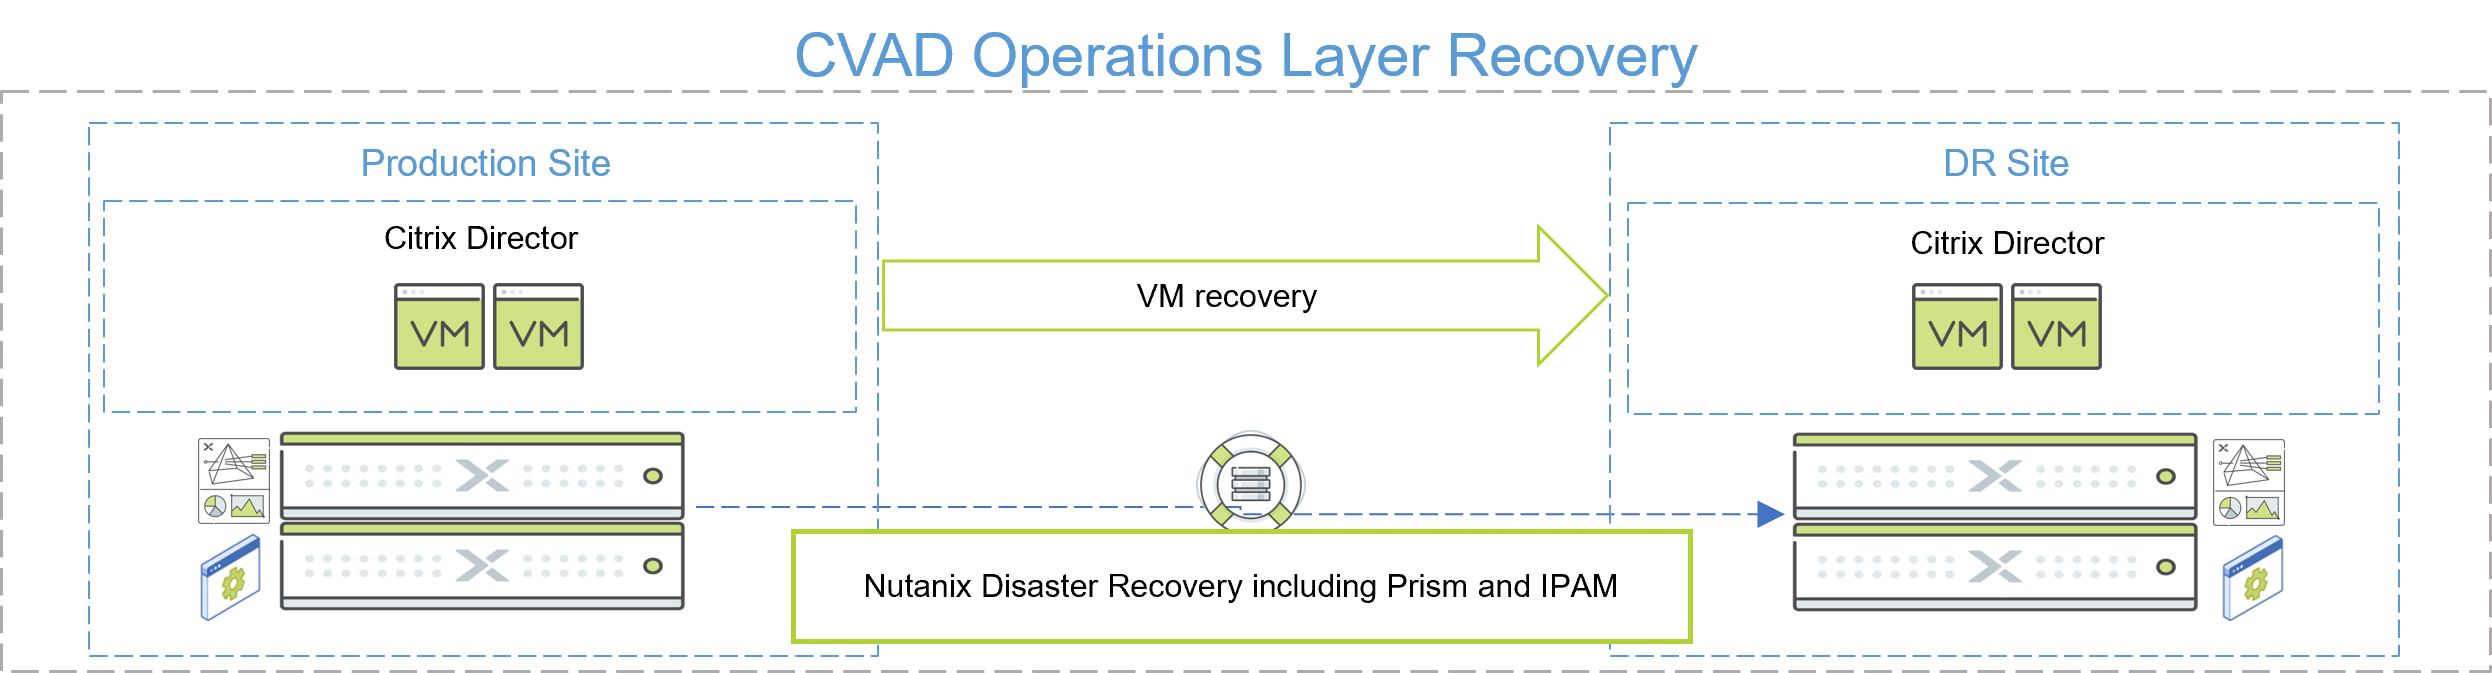 CVAD Operations Layer Recovery
Production Site
DR Site
Citrix Director
Citrix Director
VM
VM
VM recovery
VM
VM
Nutanix Disaster Recovery including Prism and IPAM